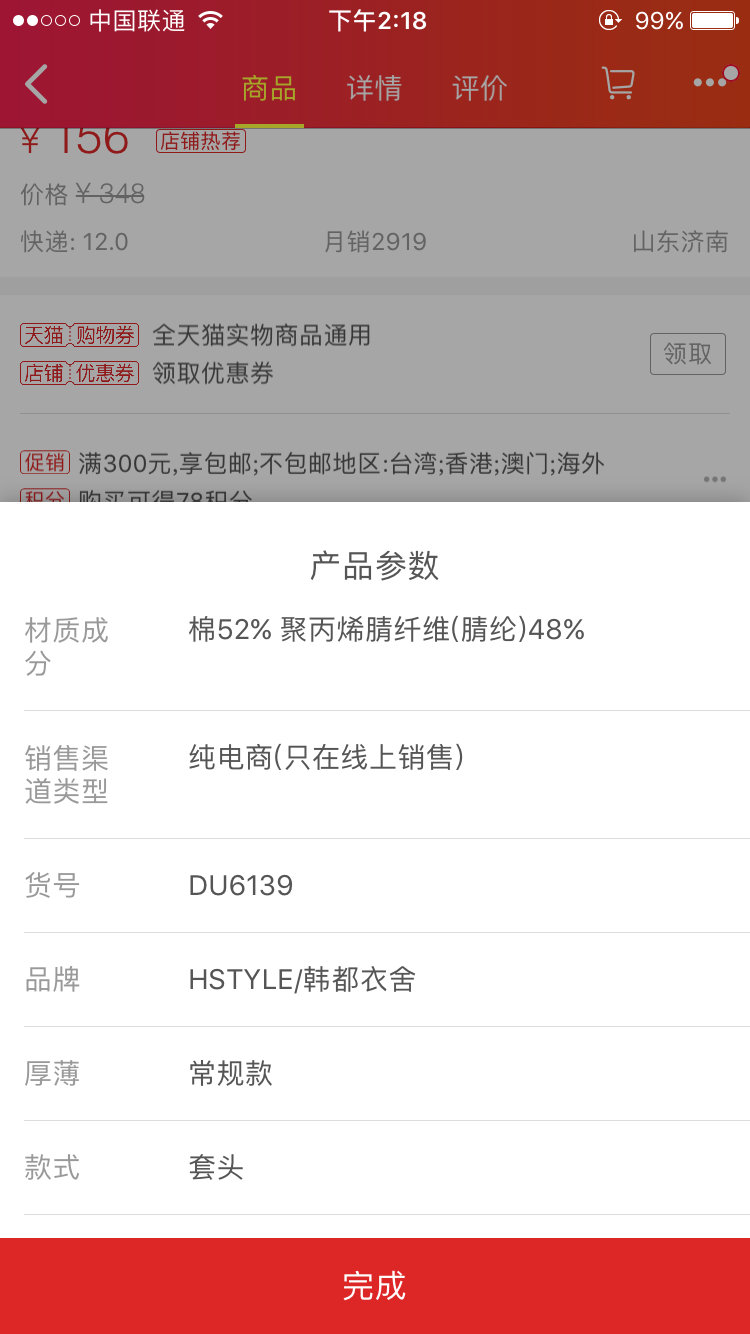 中国联通 下午2:18 99%
商品 详情 评价
¥ 156 店铺热荐
价格 ¥ 348
快递: 12.0 月销2919 山东济南
天猫 购物券 全天猫实物商品通用
店铺 优惠券 领取优惠券
领取
促销 满300元,享包邮;不包邮地区:台湾;香港;澳门;海外
积分 购买可得78积分
产品参数
材质成 棉52% 聚丙烯腈纤维(腈纶)48%
分
销售渠 纯电商(只在线上销售)
道类型
货号 DU6139
品牌 HSTYLE/韩都衣舍
厚薄 常规款
款式 套头
完成